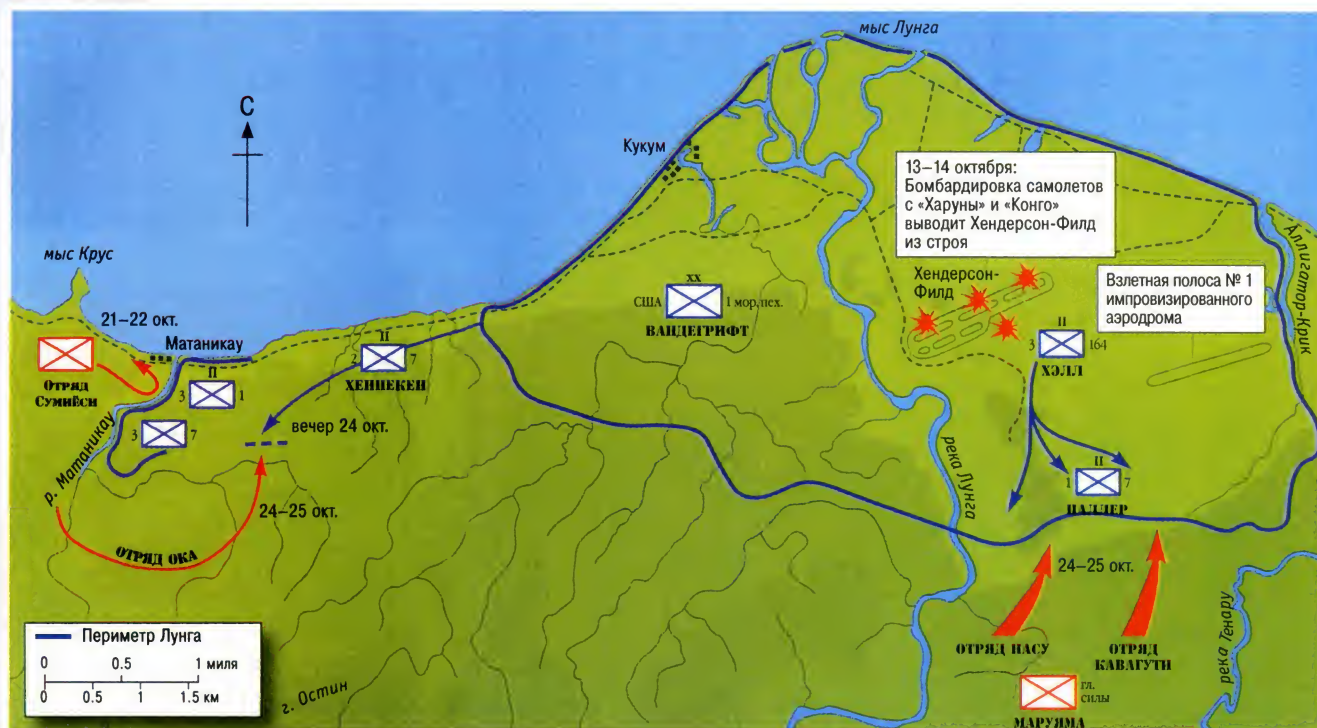 мыс Лунга
С
Кукум
13–14 октября:
Бомбардировка самолетов
с «Харуны» и «Конго»
выводит Хендерсон-Филд
из строя
мыс Крус
Хендерсон-
Филд
Взлетная полоса № 1
импровизированного
аэродрома
Аллигатор-Крик
XX
США 1 мор.пех.
ВАНДЕГРИФТ
21–22 окт.
Матаникау
II
2 7
ХЕННЕКЕН
II
3 164
ХЭЛЛ
ОТРЯД
СУМИЁСИ
II
3 1
3 7
вечер 24 окт.
р. Матаникау
река Лунга
II
1 7
ПАЛЛЕР
24–25 окт.
ОТРЯД ОКА
24–25 окт.
ОТРЯД НАСУ
ОТРЯД
КАВАГУТИ
река Тенару
гл.
силы
МАРУЯМА
г. Остин
Периметр Лунга
0 0.5 1 миля
0 0.5 1 1.5 км